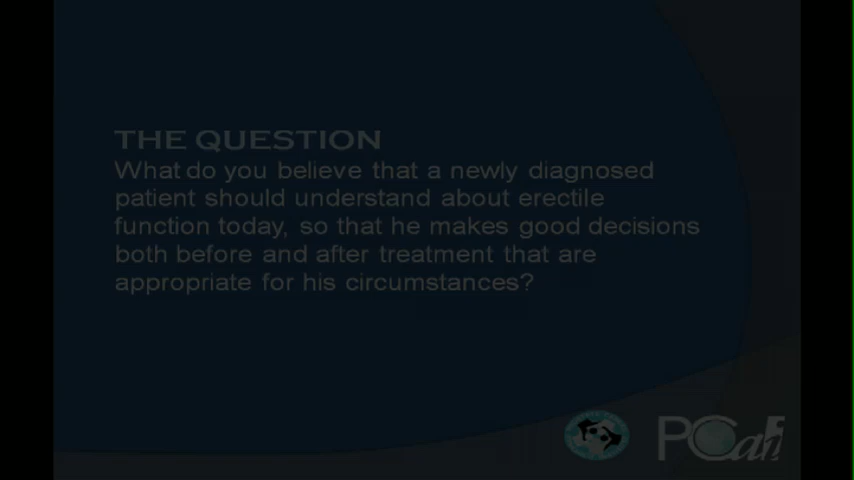 THE QUESTION
What do you believe that a newly diagnosed
patient should understand about erectile
function today, so that he makes good decisions
both before and after treatment that are
appropriate for his circumstances?
PCaf!